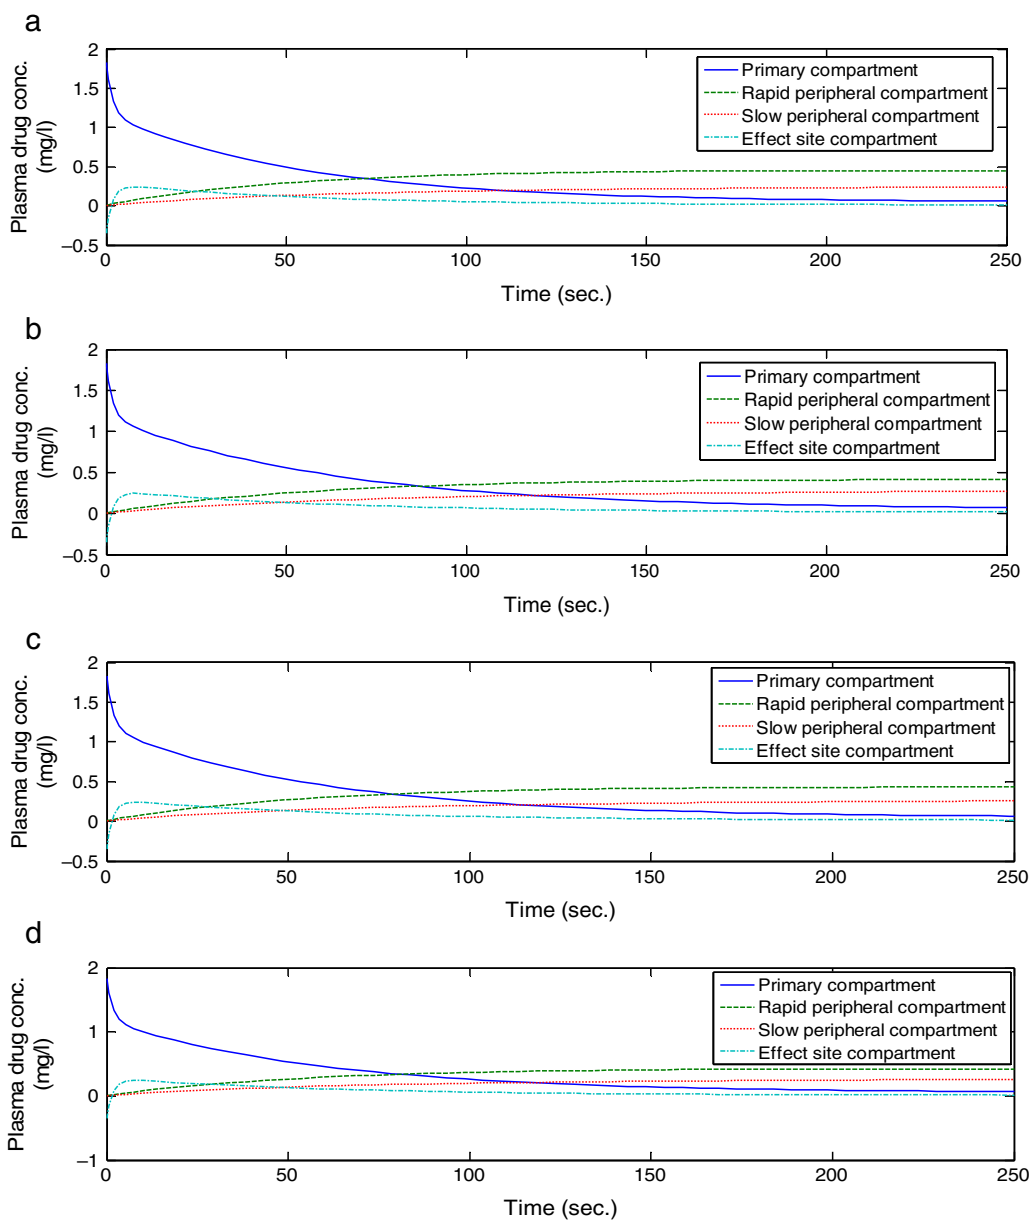 a
2
1.5
1
0.5
0
−0.5
Plasma drug conc.
(mg/l)
Primary compartment
Rapid peripheral compartment
Slow peripheral compartment
Effect site compartment
0 50 100 150 200 250
Time (sec.)
b
2
1.5
1
0.5
0
−0.5
Plasma drug conc.
(mg/l)
Primary compartment
Rapid peripheral compartment
Slow peripheral compartment
Effect site compartment
0 50 100 150 200 250
Time (sec.)
c
2
1.5
1
0.5
0
−0.5
Plasma drug conc.
(mg/l)
Primary compartment
Rapid peripheral compartment
Slow peripheral compartment
Effect site compartment
0 50 100 150 200 250
Time (sec.)
d
2
1
0
−1
Plasma drug conc.
(mg/l)
Primary compartment
Rapid peripheral compartment
Slow peripheral compartment
Effect site compartment
0 50 100 150 200 250
Time (sec.)